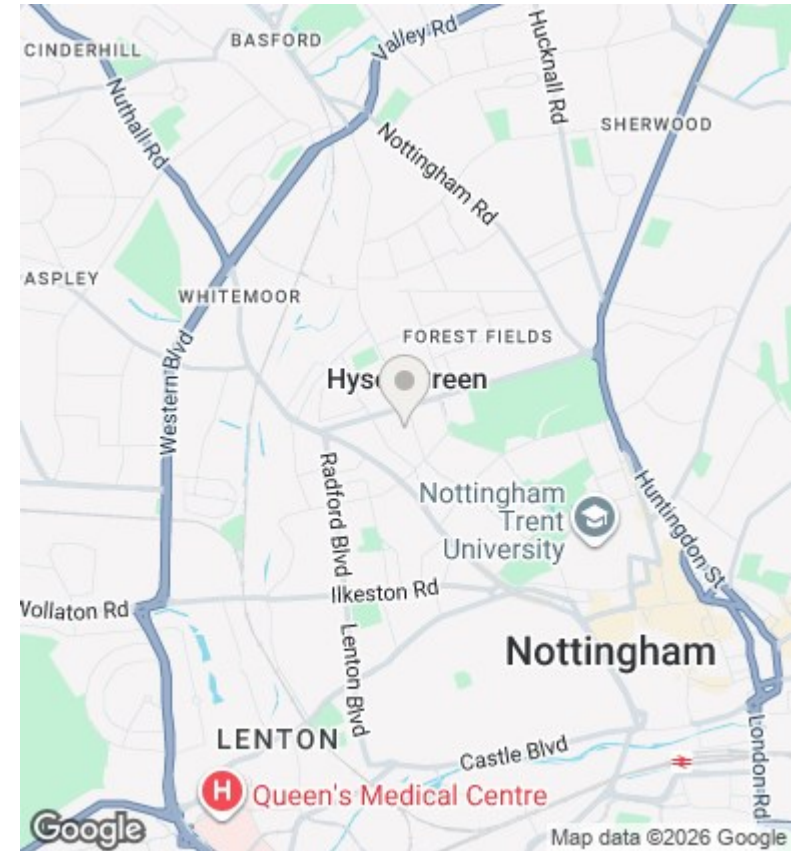 CINDERHILL
BASFORD
Valley Rd
Hucknall Rd
Nuthall Rd
SHERWOOD
Nottingham Rd
ASPLEY
WHITEMOOR
FOREST FIELDS
Western Blvd
Radford Blvd
Nottingham
Trent
University
Huntingdon St
Ilkeston Rd
Wollaton Rd
Lenton Blvd
Nottingham
LENTON
Castle Blvd
London Rd
H
Queen's Medical Centre
Google
Map data ©2026 Google